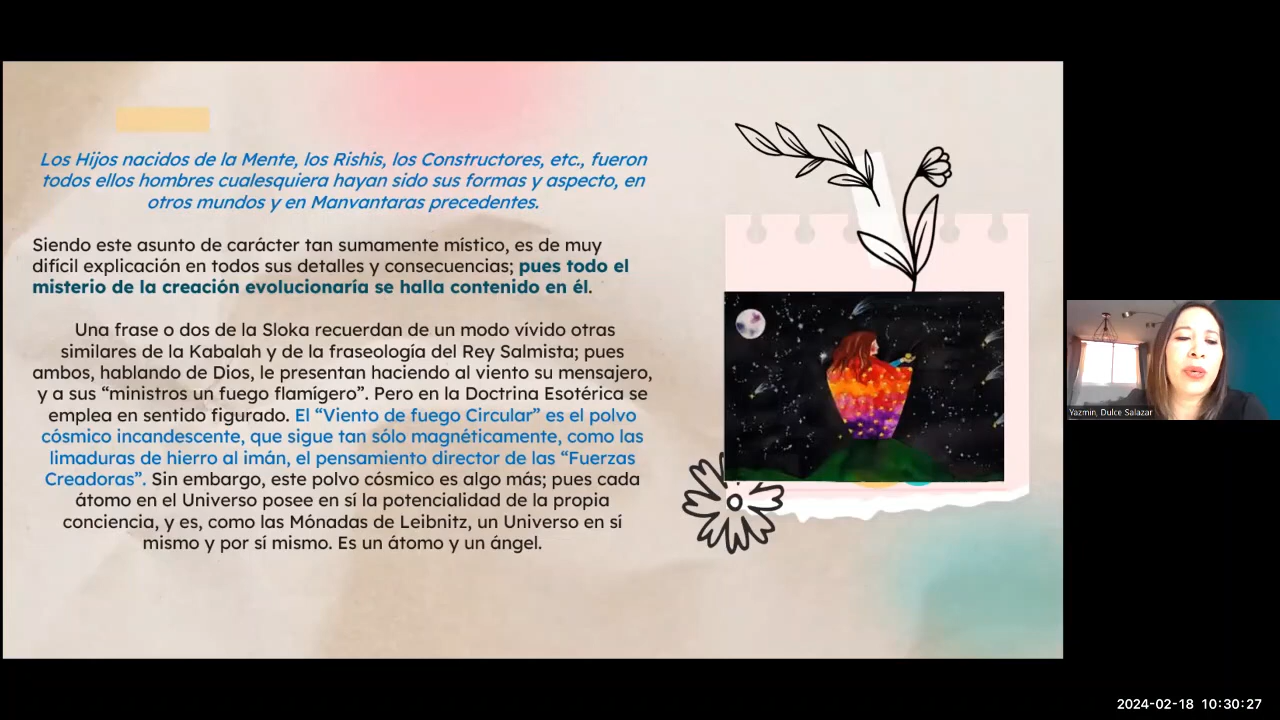 Los Hijos nacidos de la Mente, los Rishis, los Constructores, etc., fueron
todos ellos hombres cualesquiera hayan sido sus formas y aspecto, en
otros mundos y en Manvantaras precedentes.
Siendo este asunto de carácter tan sumamente místico, es de muy
difícil explicación en todos sus detalles y consecuencias; pues todo el
misterio de la creación evolucionaría se halla contenido en él.
Una frase o dos de la Sloka recuerdan de un modo vívido otras
similares de la Kabalah y de la fraseología del Rey Salmista; pues
ambos, hablando de Dios, le presentan haciendo al viento su mensajero,
y a sus “ministros un fuego flamígero”. Pero en la Doctrina Esotérica se
emplea en sentido figurado. El “Viento de fuego Circular” es el polvo
cósmico incandescente, que sigue tan sólo magnéticamente, como las
limaduras de hierro al imán, el pensamiento director de las “Fuerzas
Creadoras”. Sin embargo, este polvo cósmico es algo más; pues cada
átomo en el Universo posee en sí la potencialidad de la propia
conciencia, y es, como las Mónadas de Leibnitz, un Universo en sí
mismo y por sí mismo. Es un átomo y un ángel.
Yazmin, Dulce Salazar
2024-02-18 10:30:27